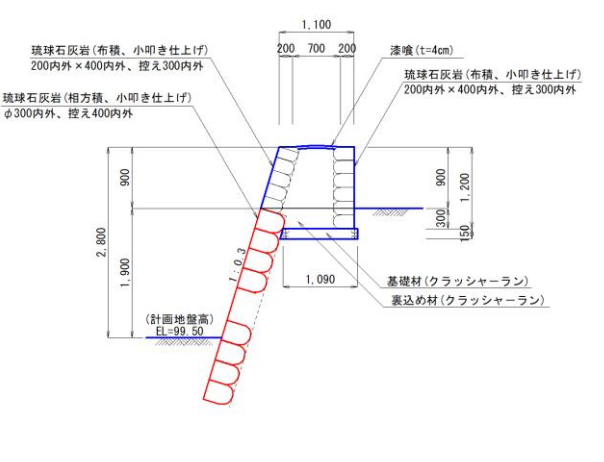 1,100
200 700 200
琉球石灰岩(布積、小叩き仕上げ)
200内外×400内外、控え300内外
漆喰(t=4cm)
琉球石灰岩(布積、小叩き仕上げ)
200内外×400内外、控え300内外
琉球石灰岩(相方積、小叩き仕上げ)
φ300内外、控え400内外
900
2,800
1,900
900
1,200
300
150
1:0.3
1,090
基礎材(クラッシャーラン)
裏込め材(クラッシャーラン)
(計画地盤高)
EL=99.50